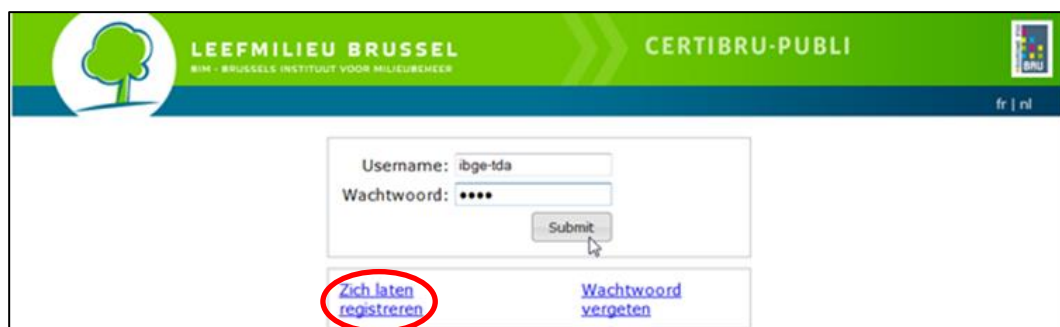 LEEFMILIEU BRUSSEL
BIM - BRUSSELS INSTITUUT VOOR MILIEUBEHEER
CERTIBRU-PUBLI
BRU
fr | nl
Username: ibge-tda
Wachtwoord: ••••
Submit
Zich laten registreren
Wachtwoord vergeten